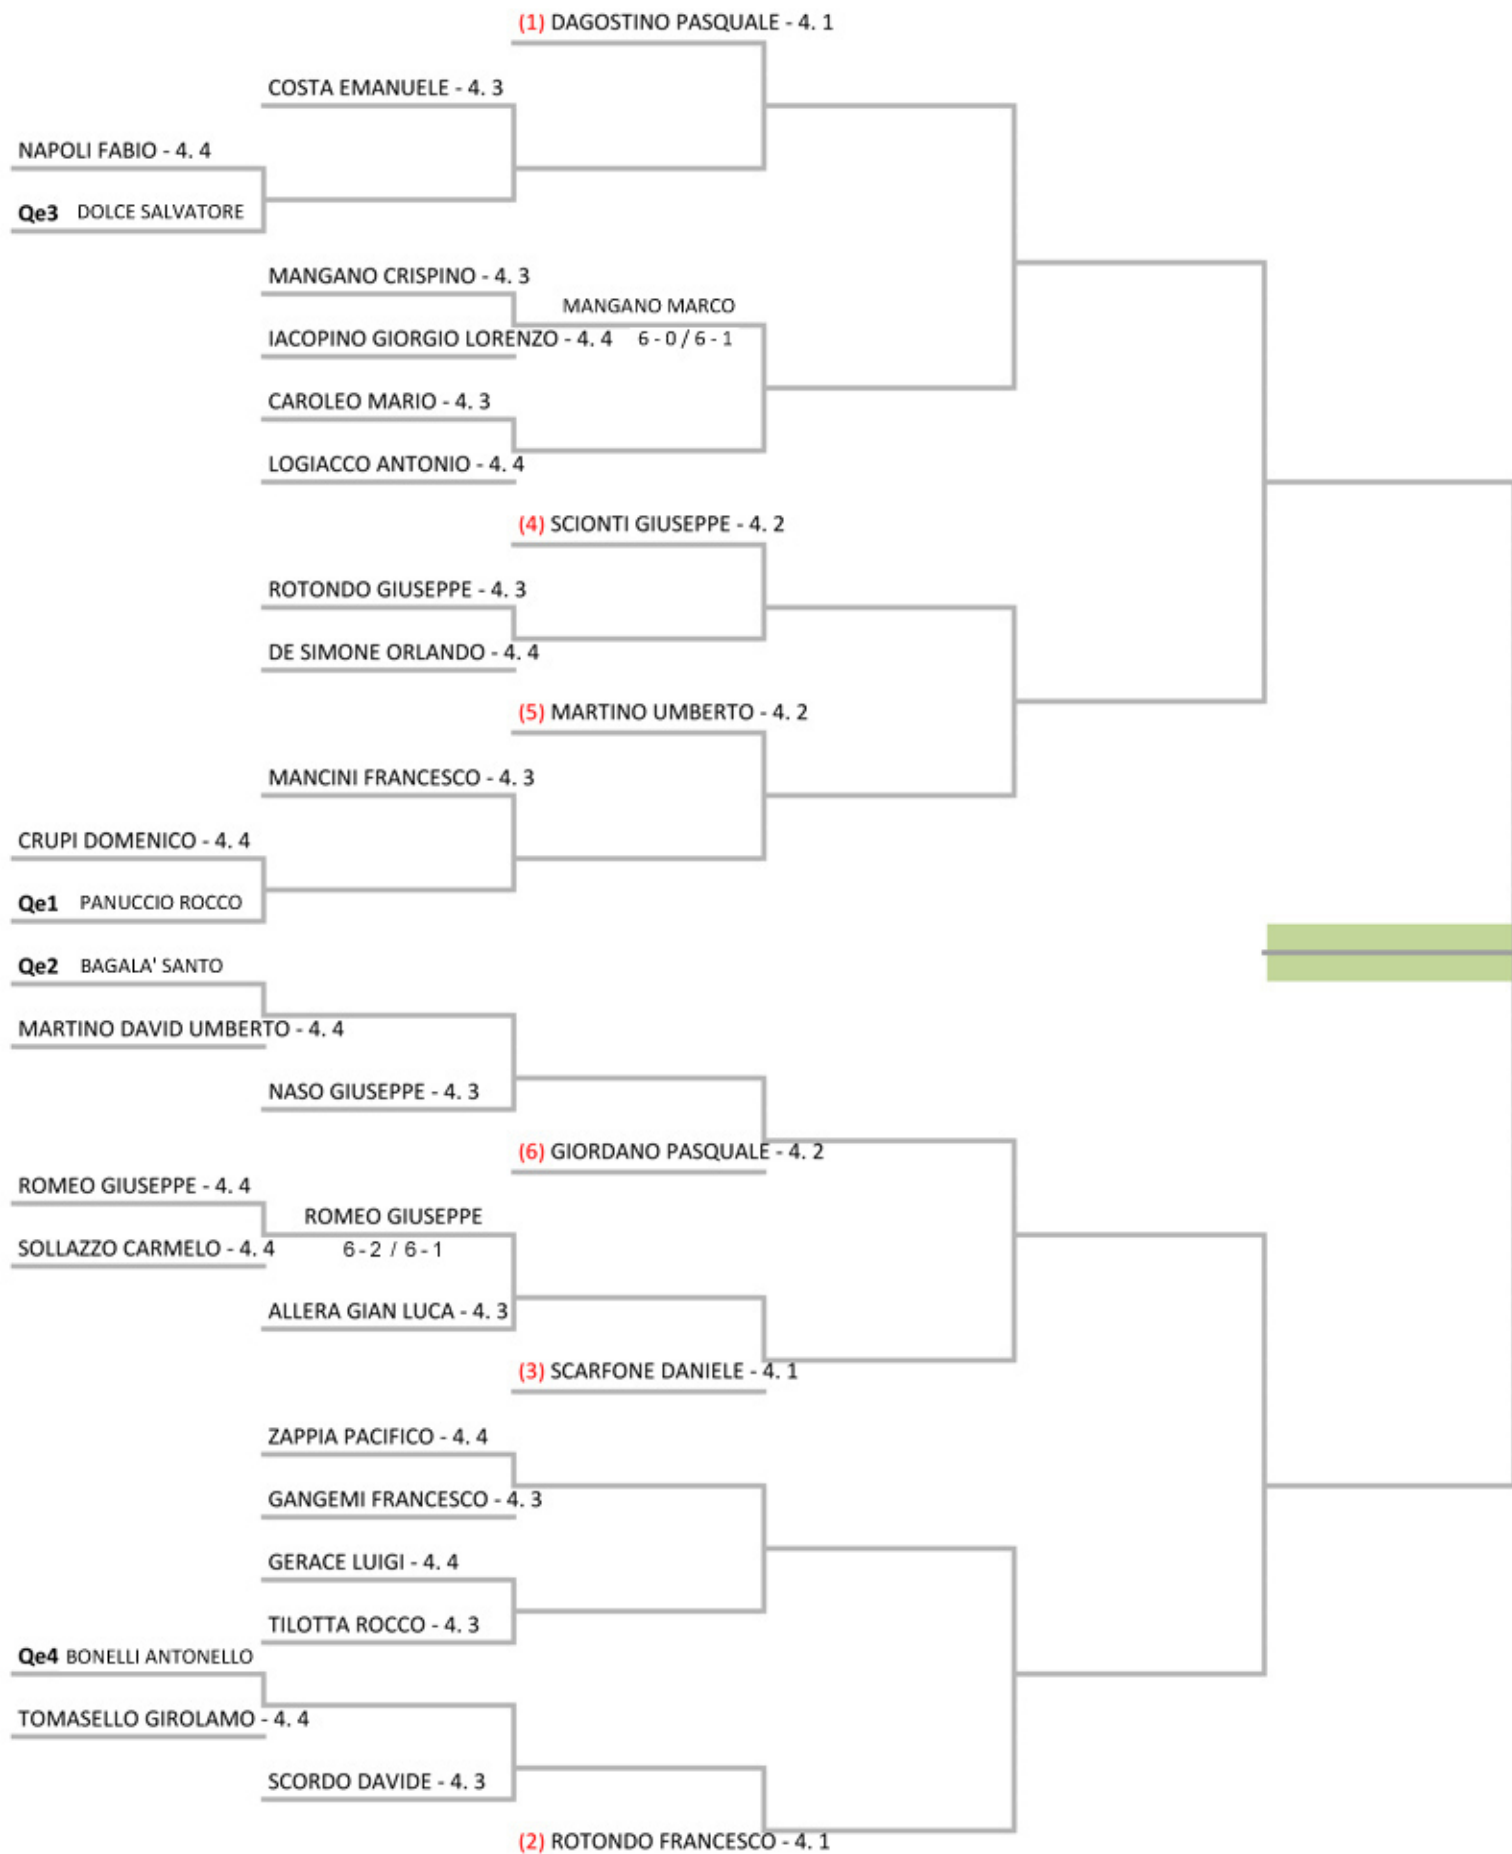 (1) DAGOSTINO PASQUALE - 4. 1
COSTA EMANUELE - 4. 3
NAPOLI FABIO - 4. 4
Qe3 DOLCE SALVATORE
MANGANO CRISPINO - 4. 3
MANGANO MARCO
IACOPINO GIORGIO LORENZO - 4. 4
6 - 0 / 6 - 1
CAROLEO MARIO - 4. 3
LOGIACCO ANTONIO - 4. 4
(4) SCIONTI GIUSEPPE - 4. 2
ROTONDO GIUSEPPE - 4. 3
DE SIMONE ORLANDO - 4. 4
(5) MARTINO UMBERTO - 4. 2
MANCINI FRANCESCO - 4. 3
CRUPI DOMENICO - 4. 4
Qe1 PANUCCIO ROCCO
Qe2 BAGALA' SANTO
MARTINO DAVID UMBERTO - 4. 4
NASO GIUSEPPE - 4. 3
(6) GIORDANO PASQUALE - 4. 2
ROMEO GIUSEPPE - 4. 4
ROMEO GIUSEPPE
SOLLAZZO CARMELO - 4. 4
6 - 2 / 6 - 1
ALLERA GIAN LUCA - 4. 3
(3) SCARFONE DANIELE - 4. 1
ZAPPIA PACIFICO - 4. 4
GANGEMI FRANCESCO - 4. 3
GERACE LUIGI - 4. 4
TILOTTA ROCCO - 4. 3
Qe4 BONELLI ANTONELLO
TOMASELLO GIROLAMO - 4. 4
SCORDO DAVIDE - 4. 3
(2) ROTONDO FRANCESCO - 4. 1